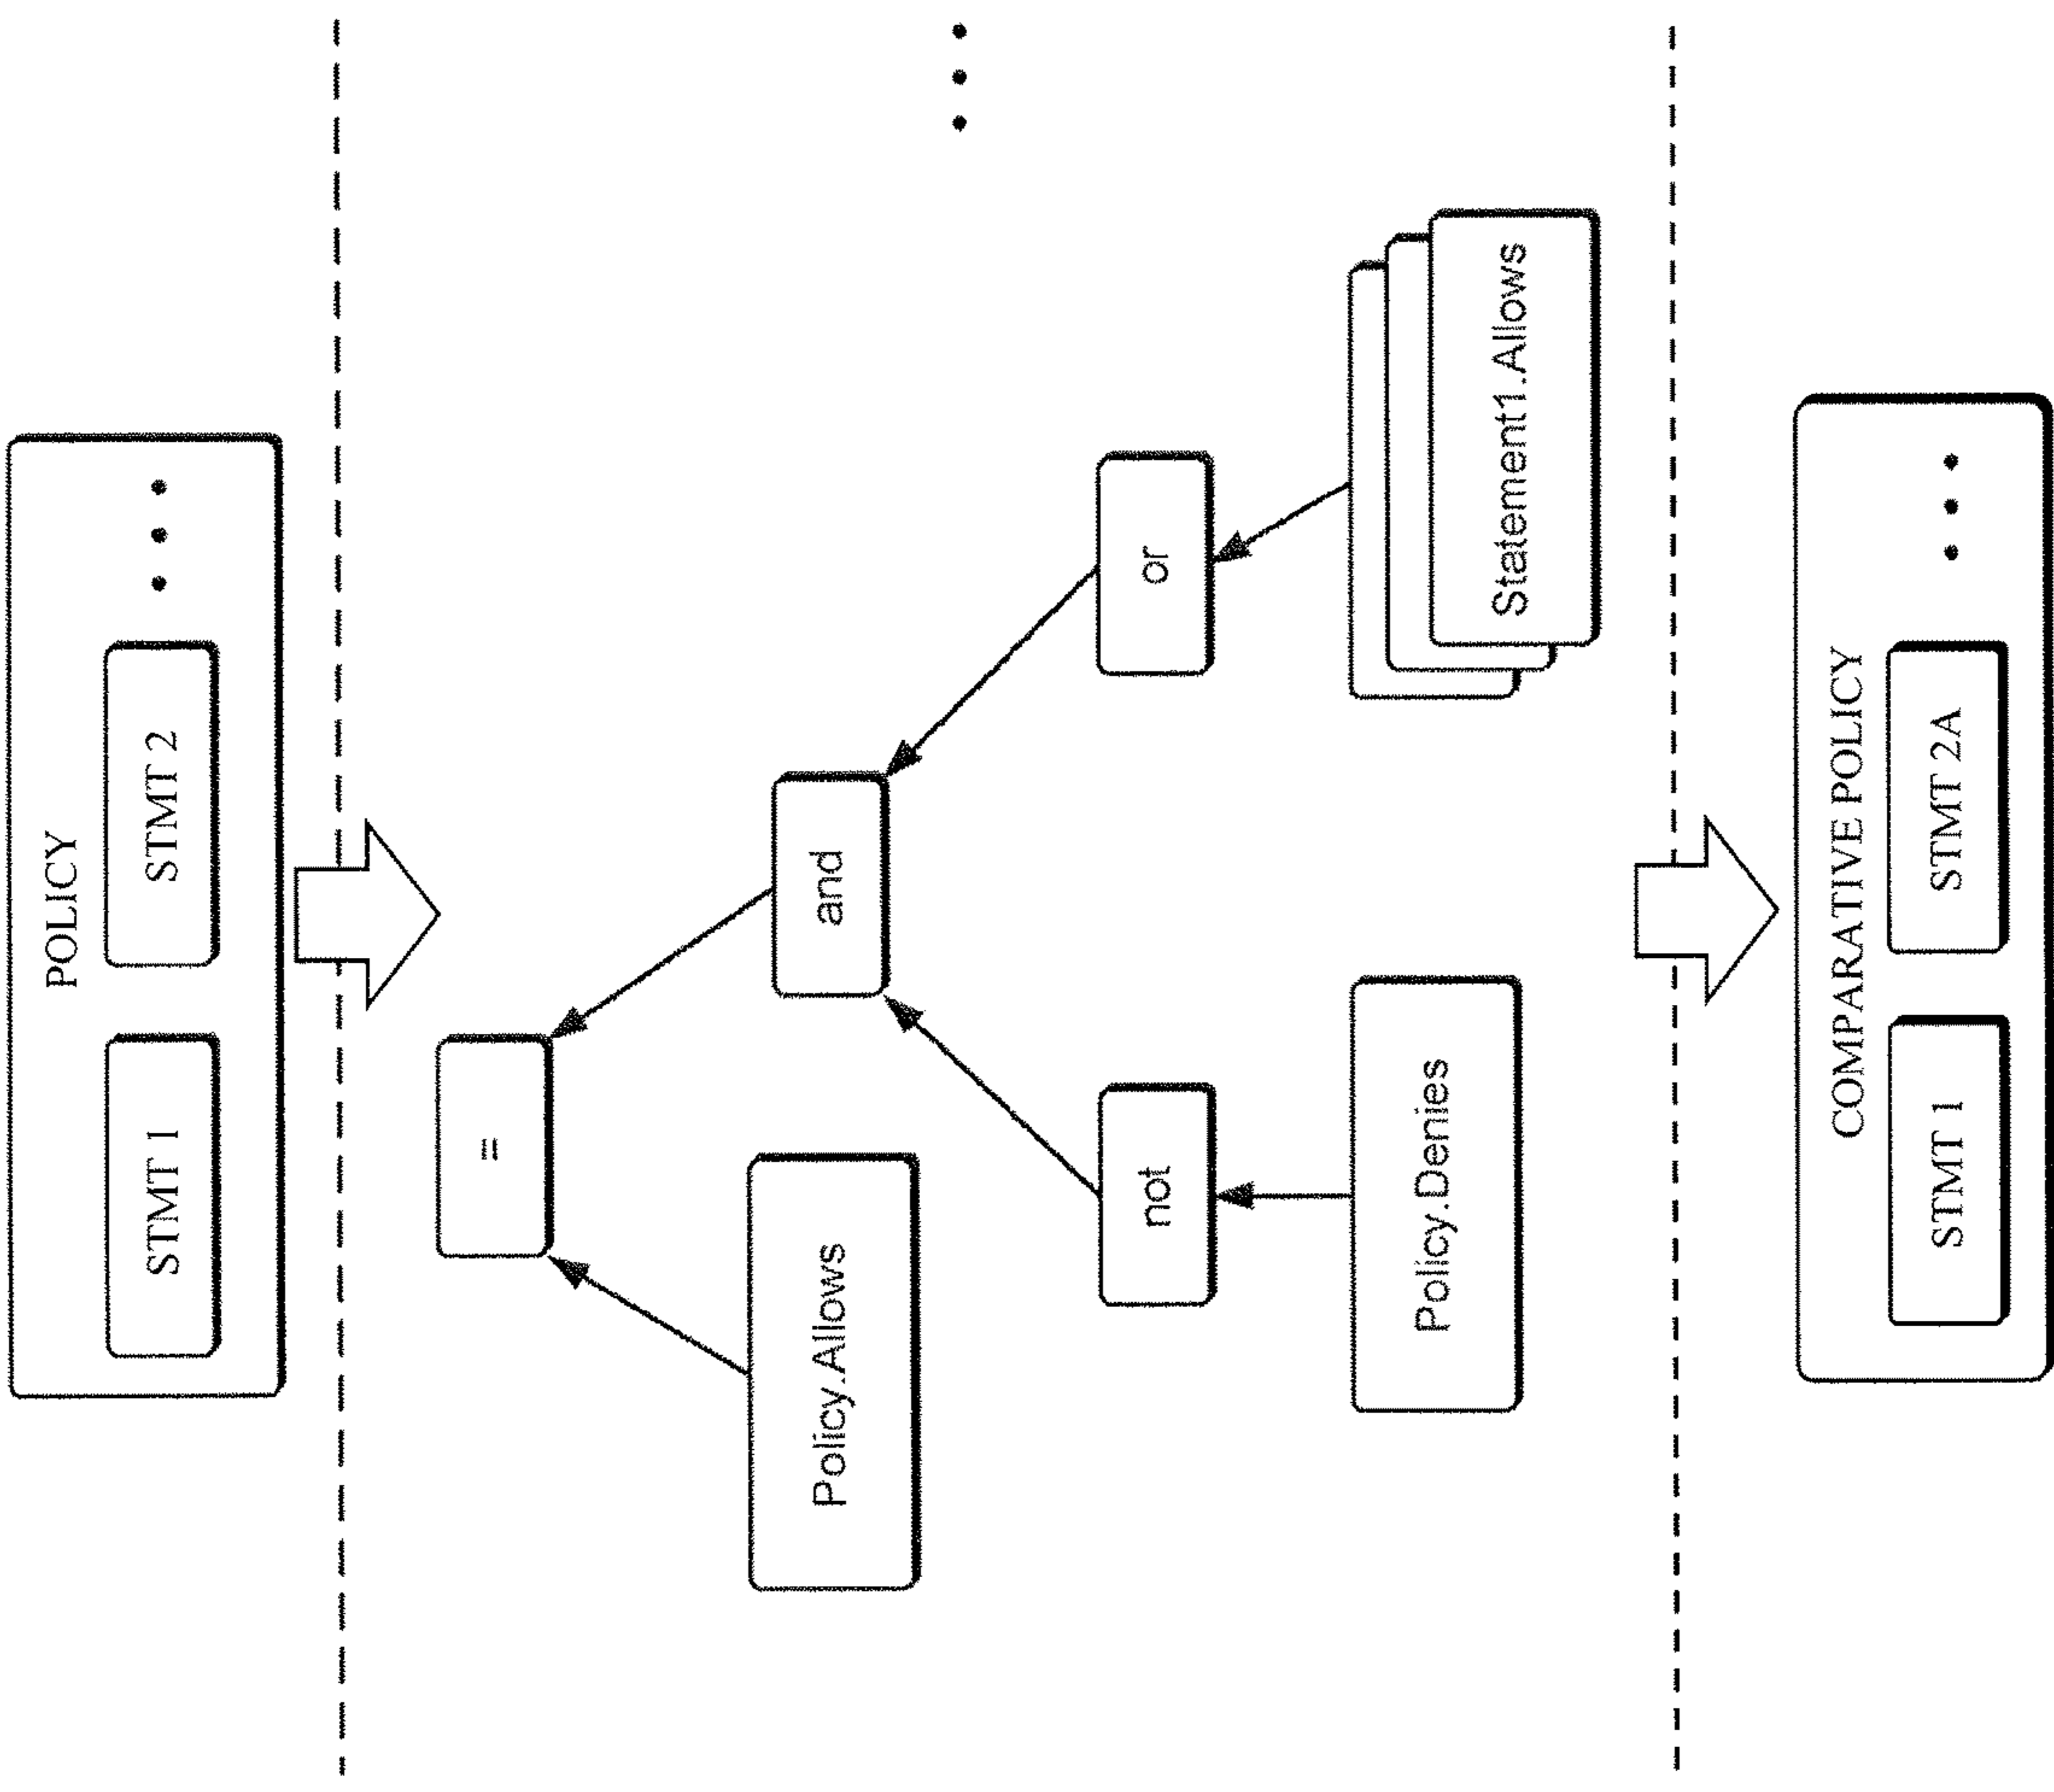 POLICY
STMT 1
STMT 2
=
Policy.Allows
and
not
or
Policy.Denies
Statement1.Allows
COMPARATIVE POLICY
STMT 1
STMT 2A